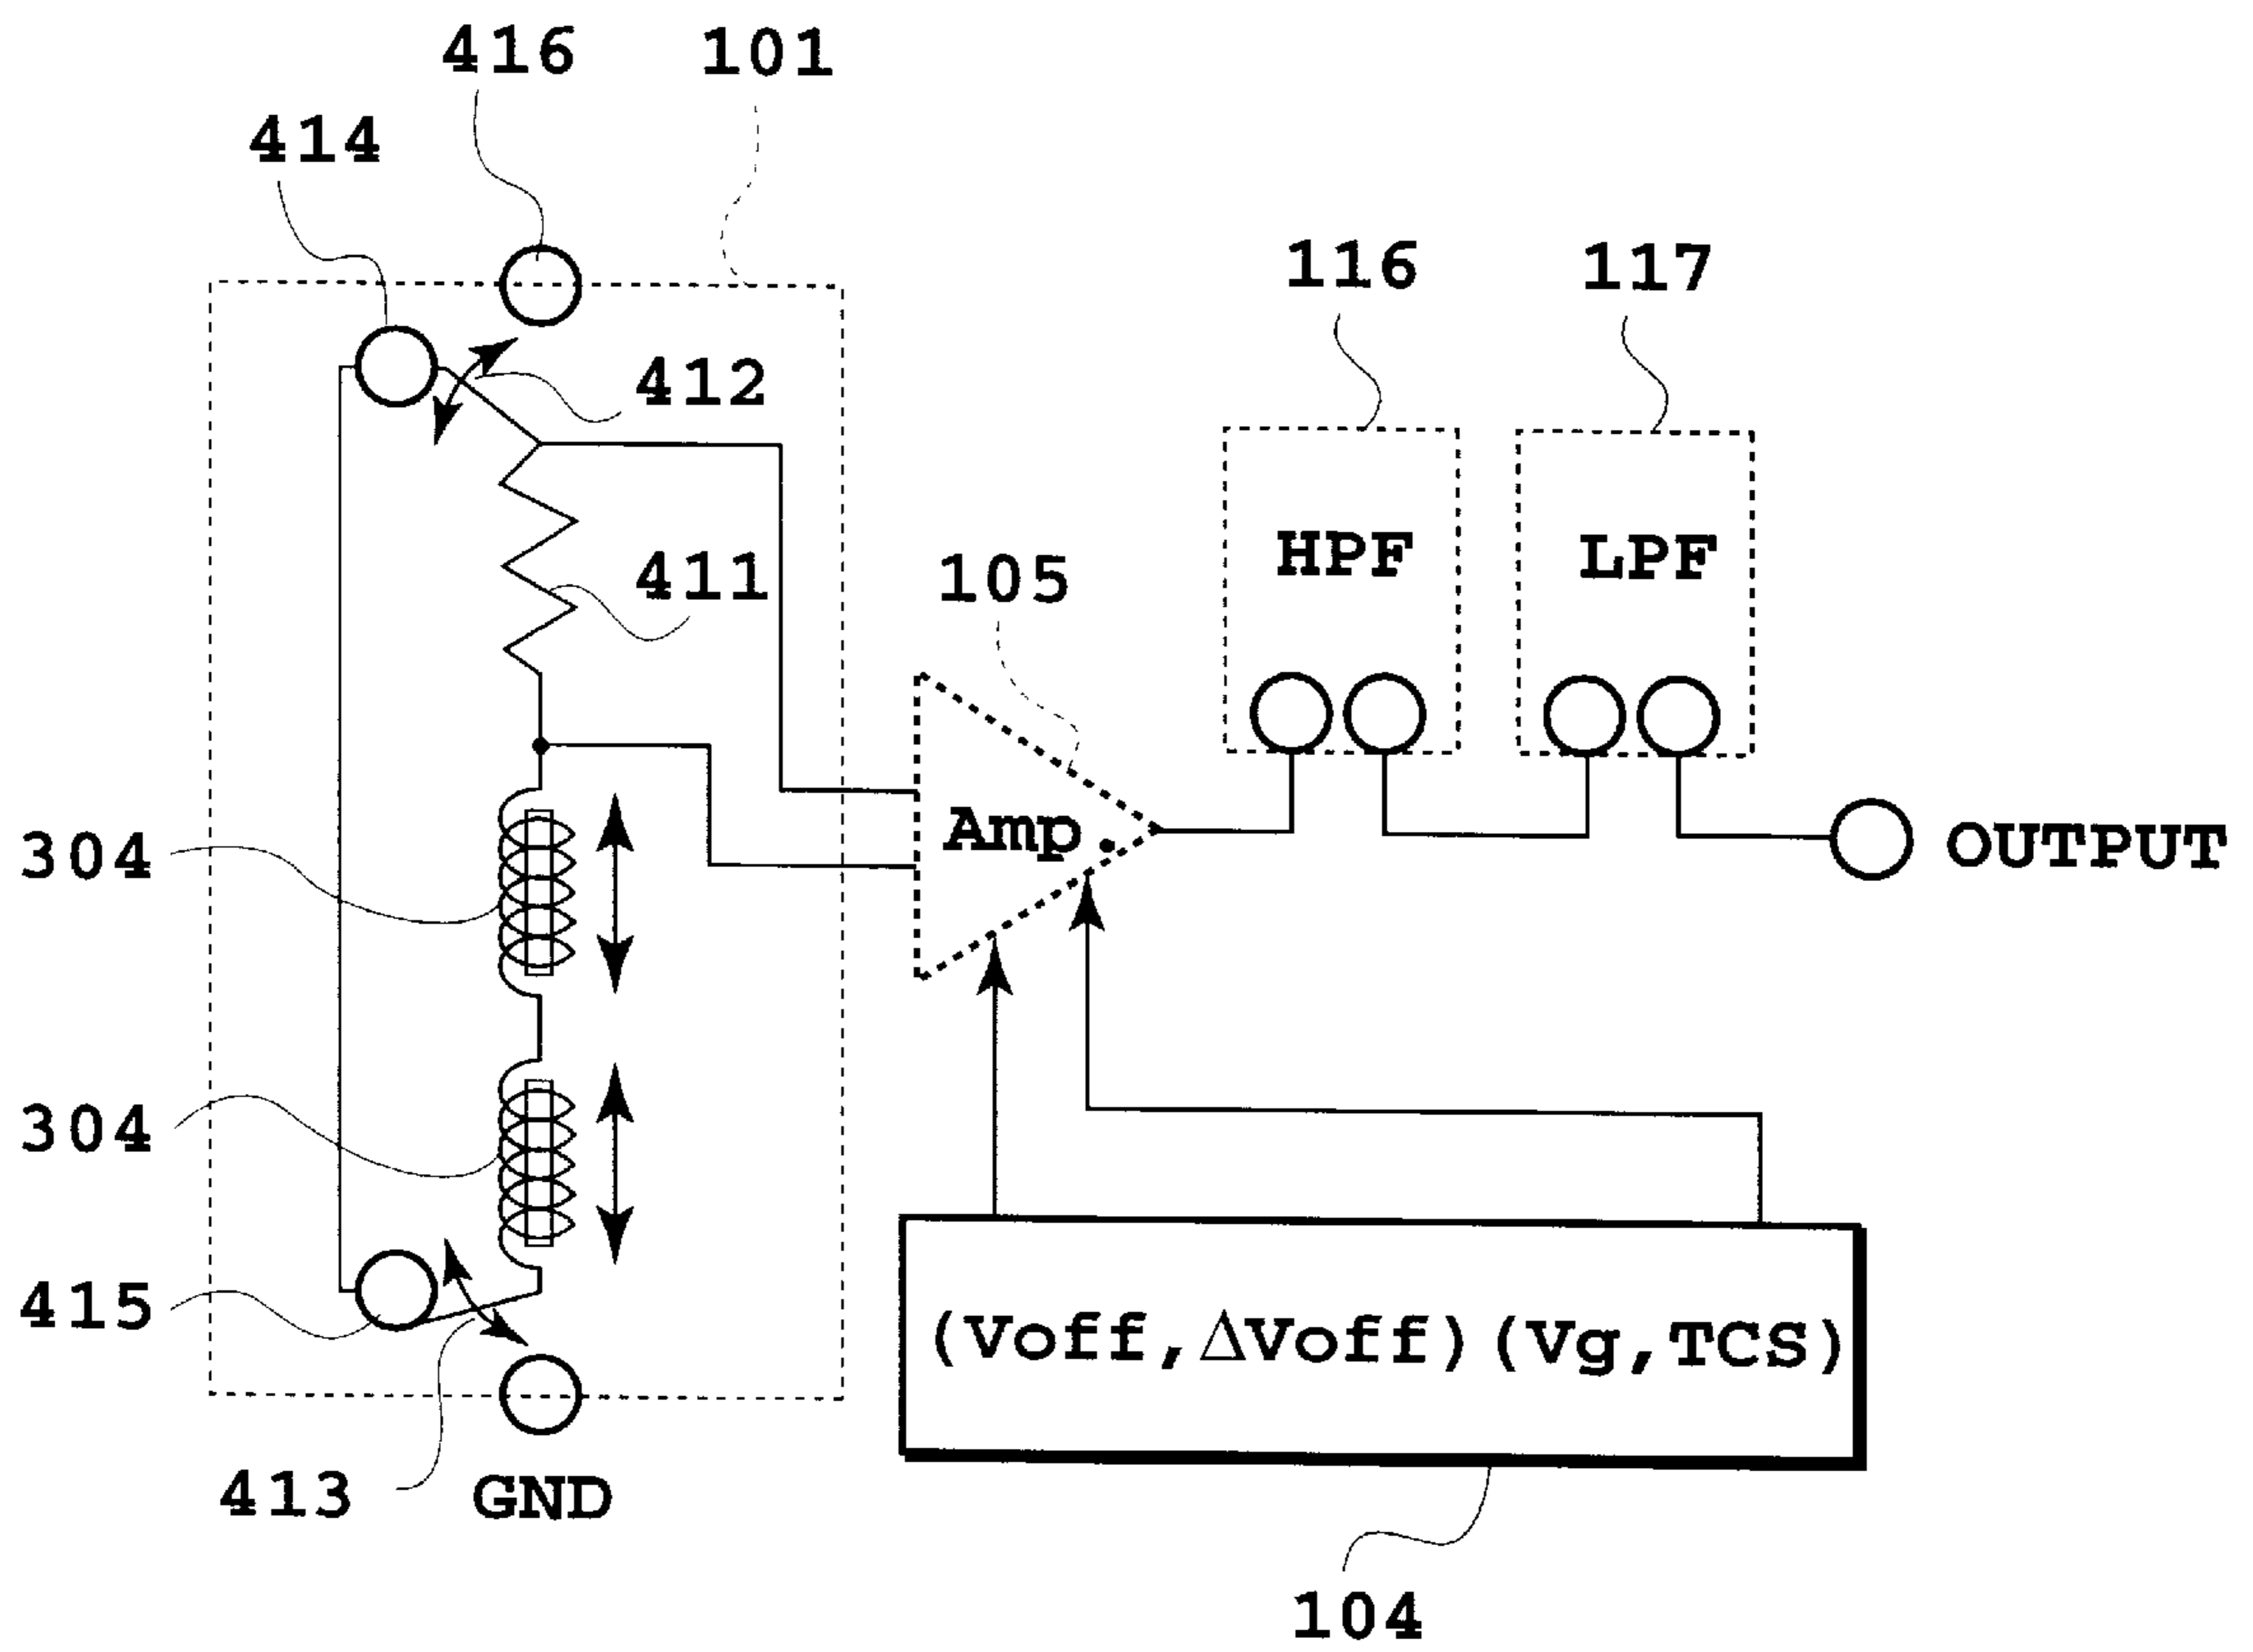 416
101
414
116
117
412
HPF
LPF
411
105
Amp.
304
OUTPUT
304
415
(Voff,ΔVoff)(Vg,TCS)
413
GND
104